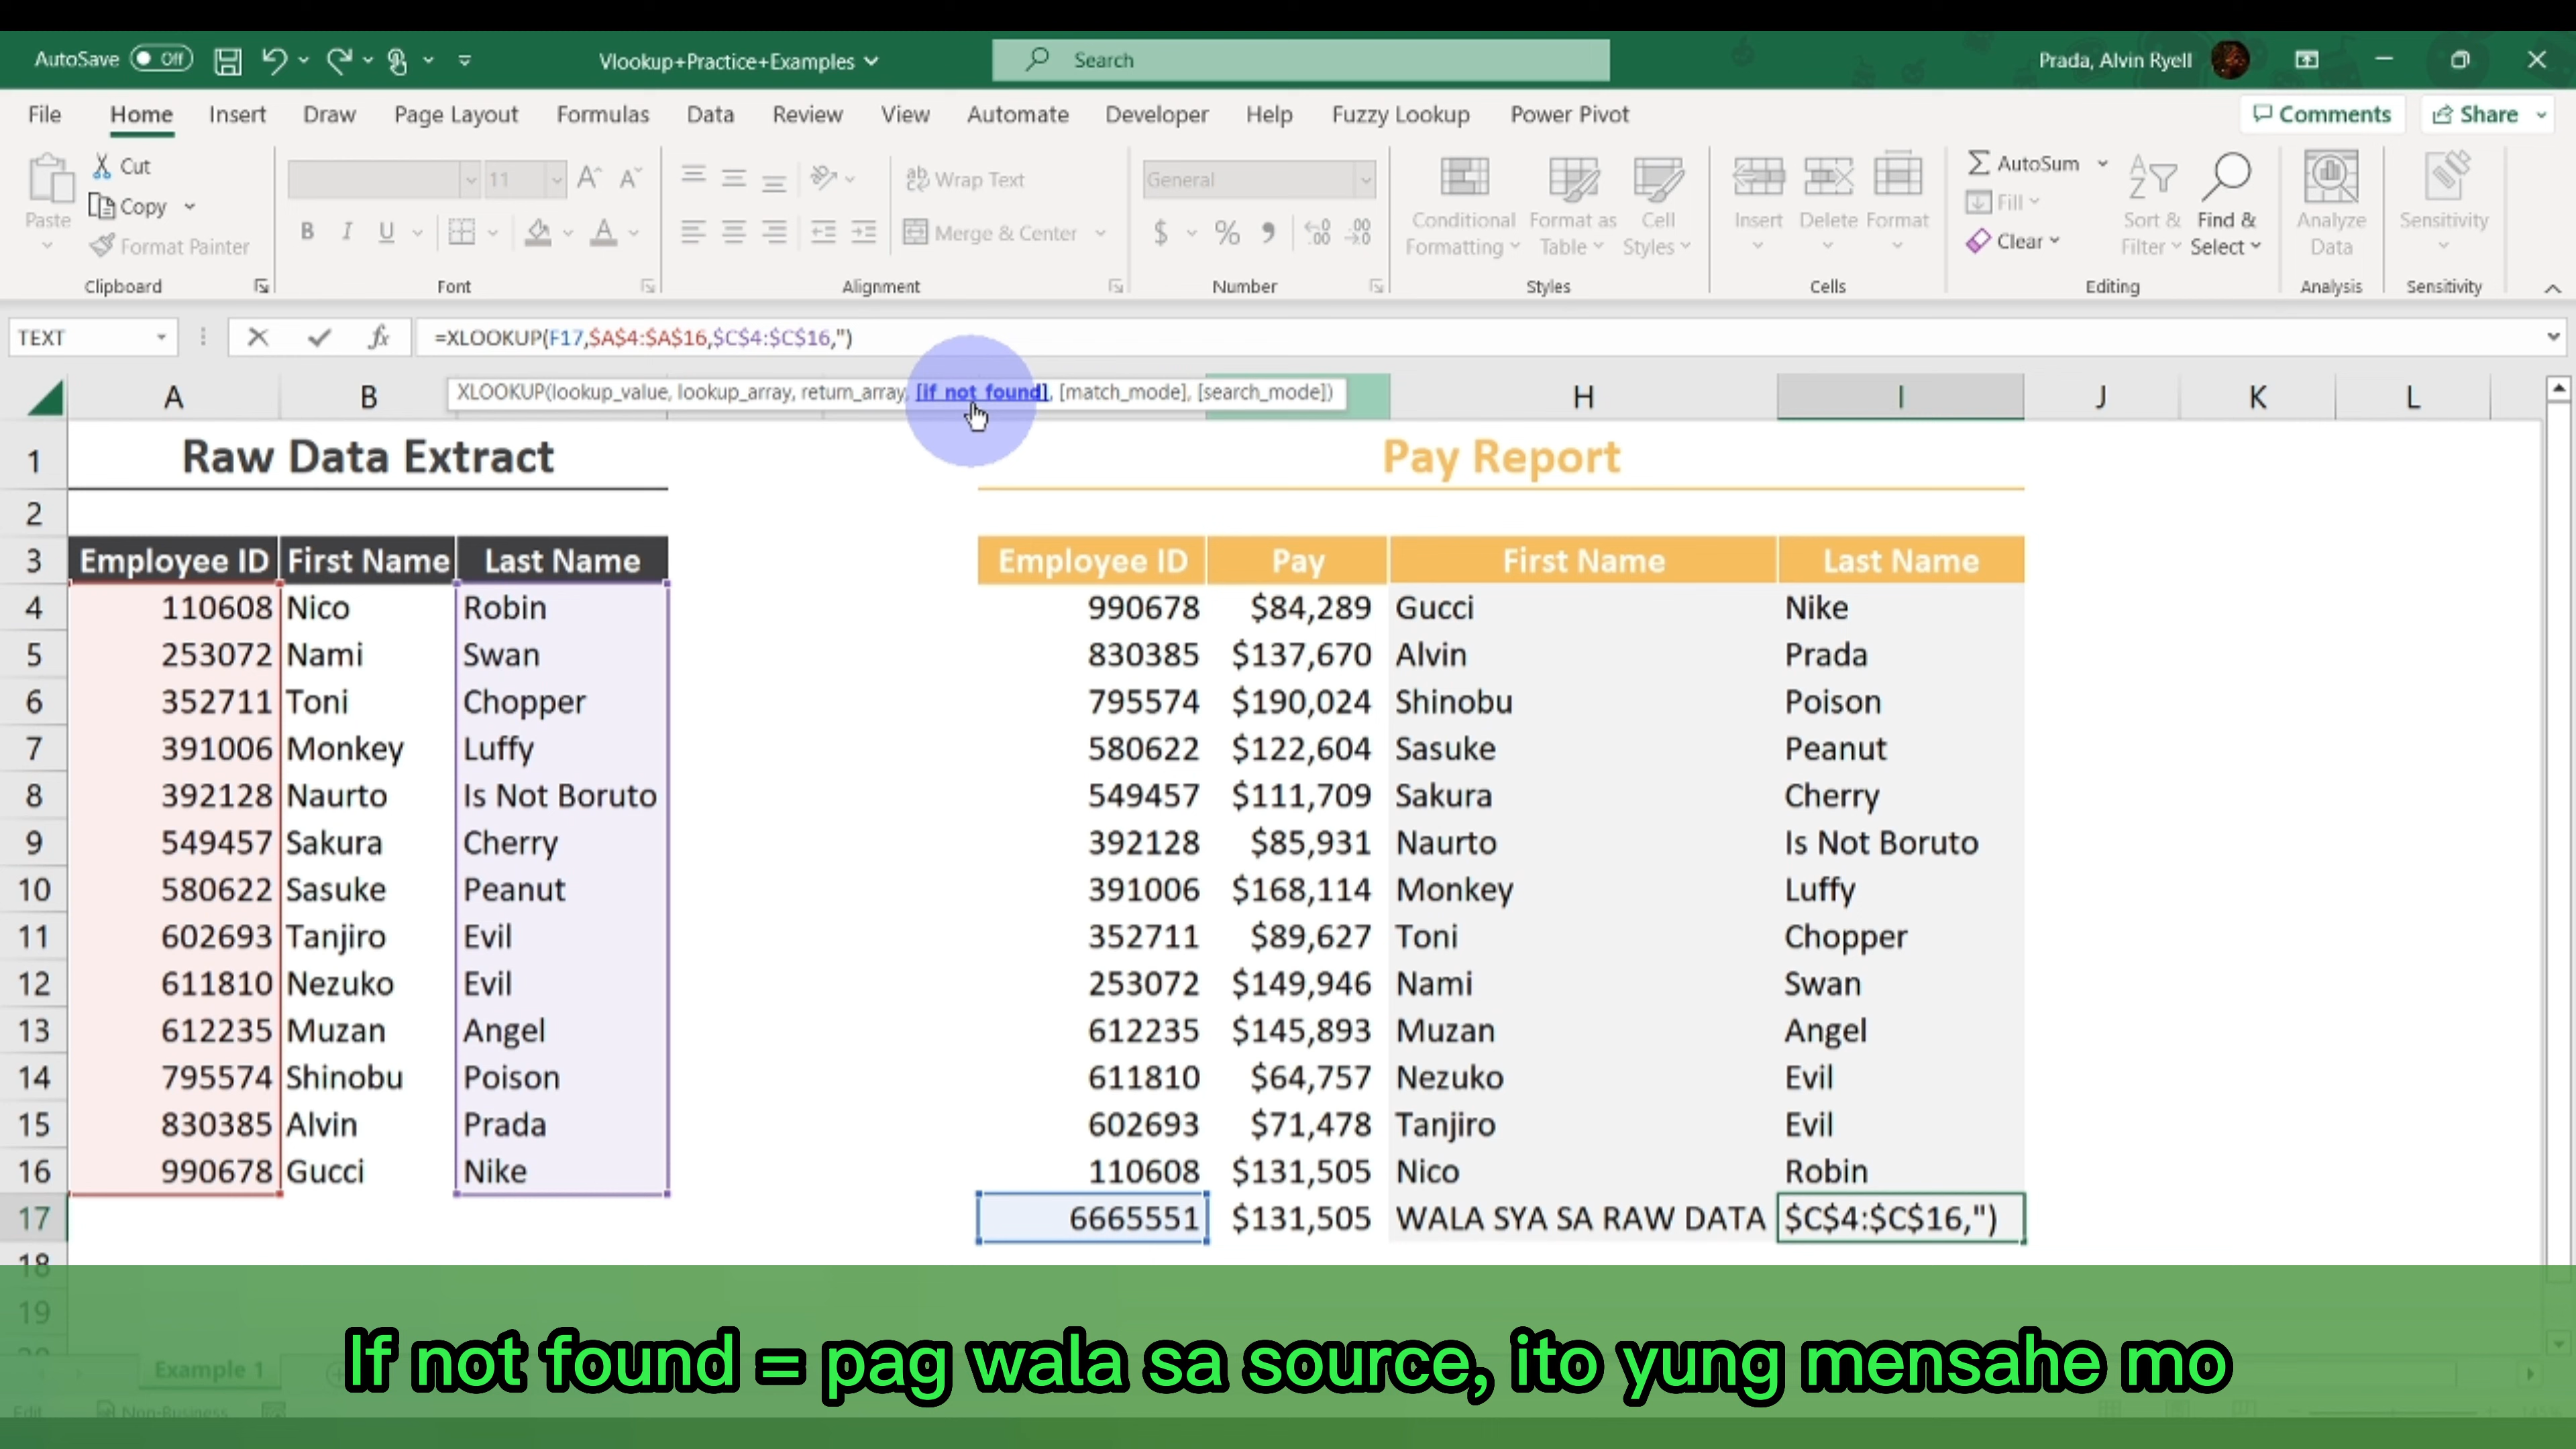 AutoSave Off Vlookup+Practice+Examples Search Prada, Alvin Ryell
File Home Insert Draw Page Layout Formulas Data Review View Automate Developer Help Fuzzy Lookup Power Pivot Comments Share
Paste Cut Copy Format Painter Clipboard
11 B I U Font
Wrap Text Merge & Center Alignment
General $ % Number
Conditional Formatting Format as Table Cell Styles Styles
Insert Delete Format Cells
AutoSum Fill Clear Sort & Filter Find & Select Editing
Analyze Data Analysis
Sensitivity Sensitivity
TEXT fx =XLOOKUP(F17,$A$4:$A$16,$C$4:$C$16,")
XLOOKUP(lookup_value, lookup_array, return_array, [if_not_found], [match_mode], [search_mode])
A B H I J K L
1 Raw Data Extract Pay Report
2
3 Employee ID First Name Last Name Employee ID Pay First Name Last Name
4 110608 Nico Robin 990678 $84,289 Gucci Nike
5 253072 Nami Swan 830385 $137,670 Alvin Prada
6 352711 Toni Chopper 795574 $190,024 Shinobu Poison
7 391006 Monkey Luffy 580622 $122,604 Sasuke Peanut
8 392128 Naurto Is Not Boruto 549457 $111,709 Sakura Cherry
9 549457 Sakura Cherry 392128 $85,931 Naurto Is Not Boruto
10 580622 Sasuke Peanut 391006 $168,114 Monkey Luffy
11 602693 Tanjiro Evil 352711 $89,627 Toni Chopper
12 611810 Nezuko Evil 253072 $149,946 Nami Swan
13 612235 Muzan Angel 612235 $145,893 Muzan Angel
14 795574 Shinobu Poison 611810 $64,757 Nezuko Evil
15 830385 Alvin Prada 602693 $71,478 Tanjiro Evil
16 990678 Gucci Nike 110608 $131,505 Nico Robin
17 6665551 $131,505 WALA SYA SA RAW DATA $C$4:$C$16,")
18
19
If not found = pag wala sa source, ito yung mensahe mo
Example 1
Edit Non-Business